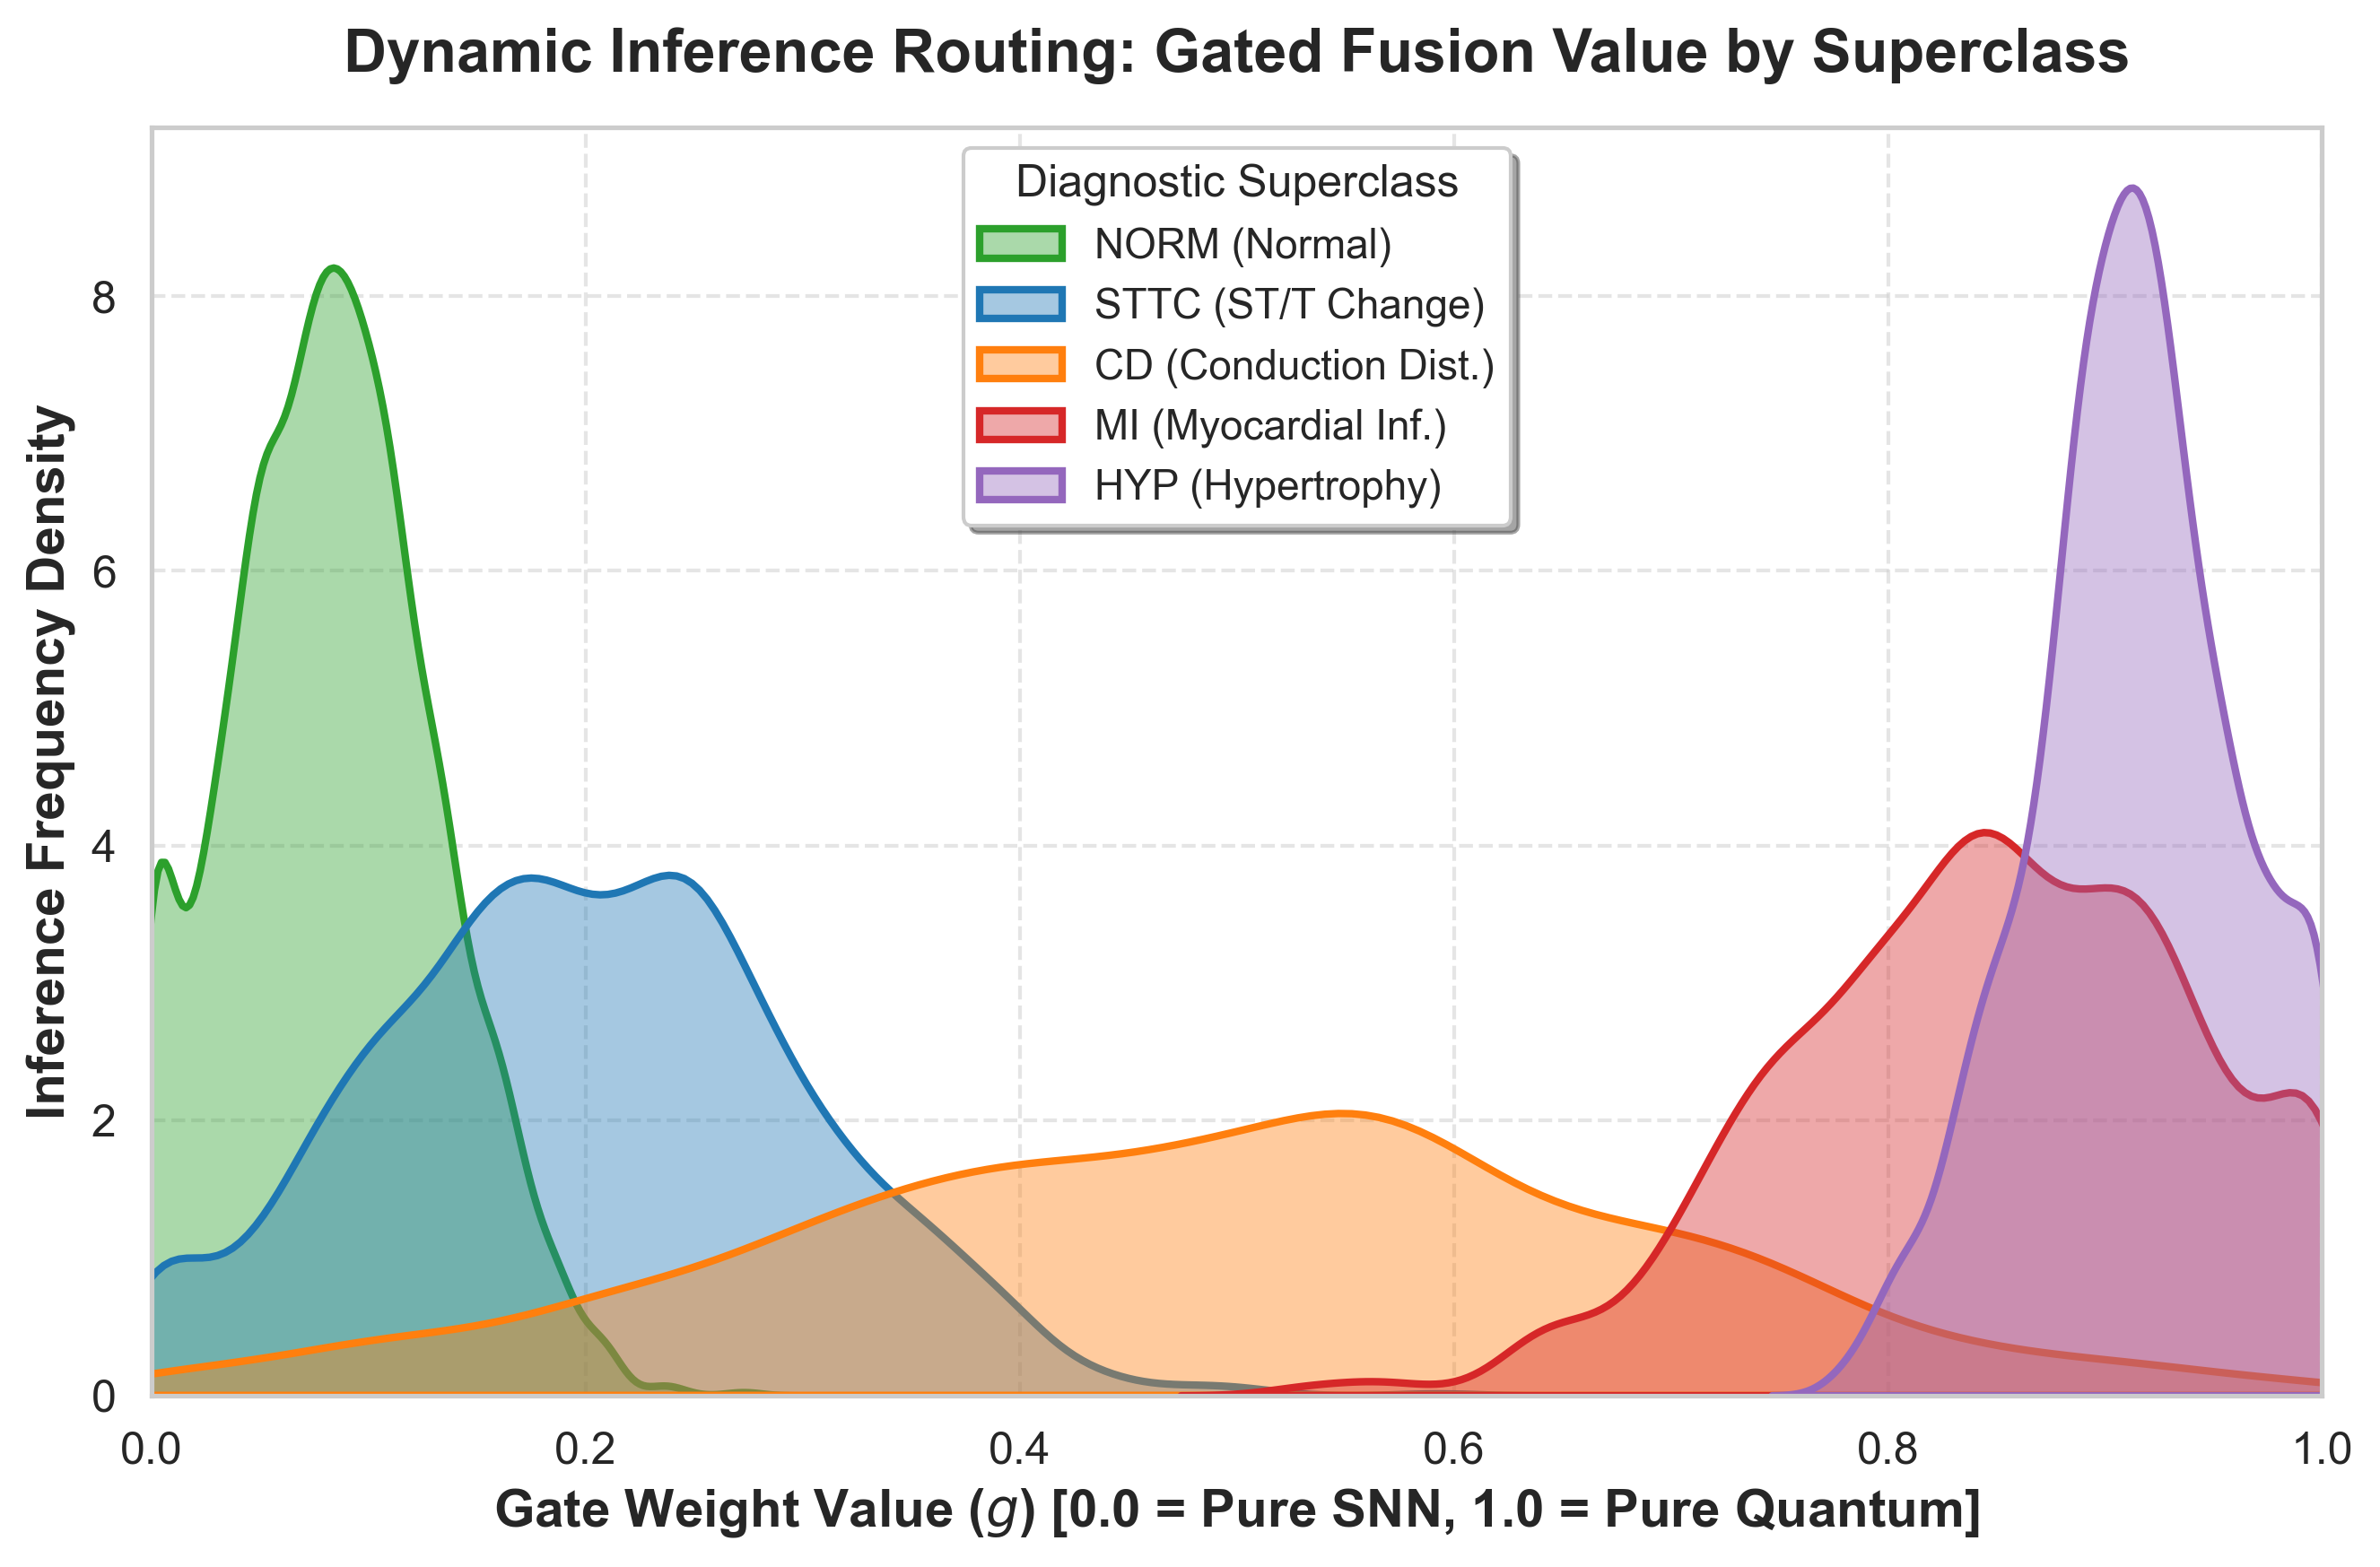 Dynamic Inference Routing: Gated Fusion Value by Superclass
Diagnostic Superclass
NORM (Normal)
STTC (ST/T Change)
CD (Conduction Dist.)
MI (Myocardial Inf.)
HYP (Hypertrophy)
Inference Frequency Density
8
6
4
2
0
0.0 0.2 0.4 0.6 0.8 1.0
Gate Weight Value (g) [0.0 = Pure SNN, 1.0 = Pure Quantum]